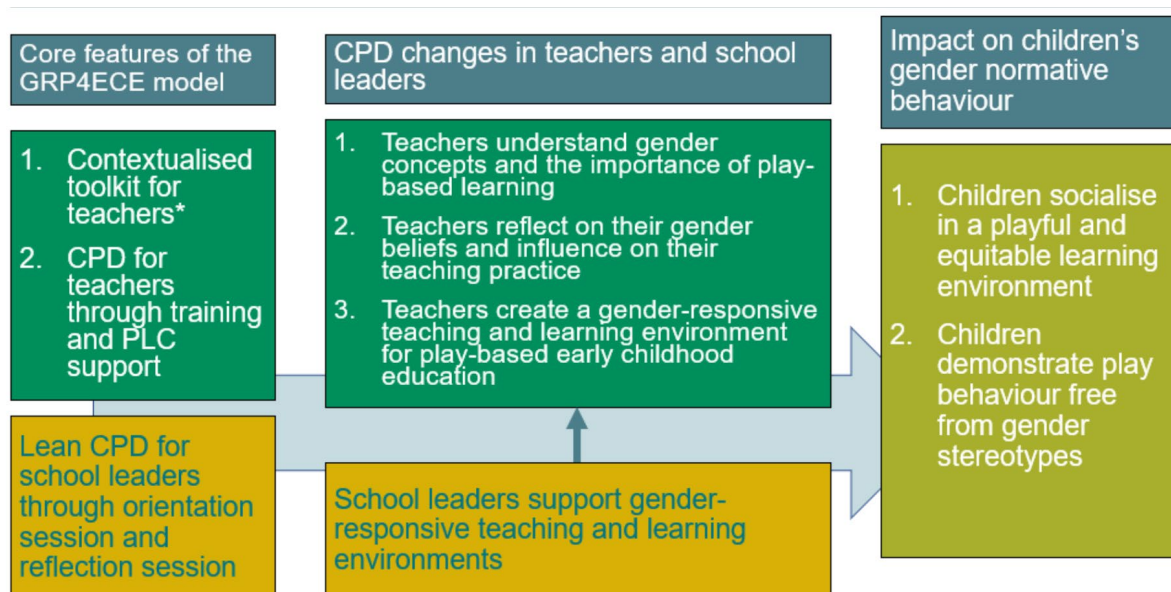 Core features of the
GRP4ECE model
1. Contextualised
toolkit for
teachers*
2. CPD for
teachers
through training
and PLC
support
Lean CPD for
school leaders
through orientation
session and
reflection session
CPD changes in teachers and school
leaders
1. Teachers understand gender
concepts and the importance of play-
based learning
2. Teachers reflect on their gender
beliefs and influence on their
teaching practice
3. Teachers create a gender-responsive
teaching and learning environment
for play-based early childhood
education
School leaders support gender-
responsive teaching and learning
environments
Impact on children's
gender normative
behaviour
1. Children socialise
in a playful and
equitable learning
environment
2. Children
demonstrate play
behaviour free
from gender
stereotypes